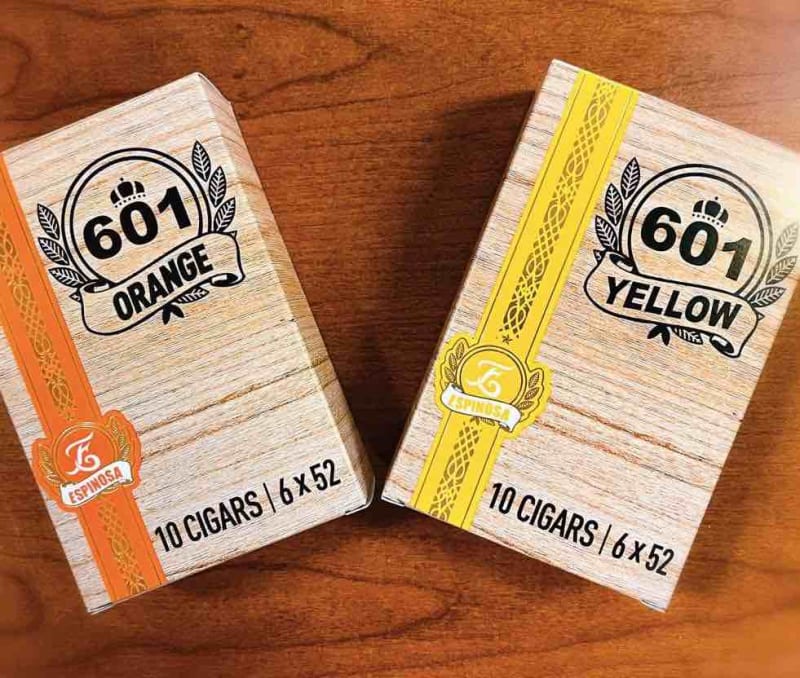 601
ORANGE
E
ESPINOSA
10 CIGARS | 6 X 52
601
YELLOW
E
ESPINOSA
10 CIGARS | 6 X 52